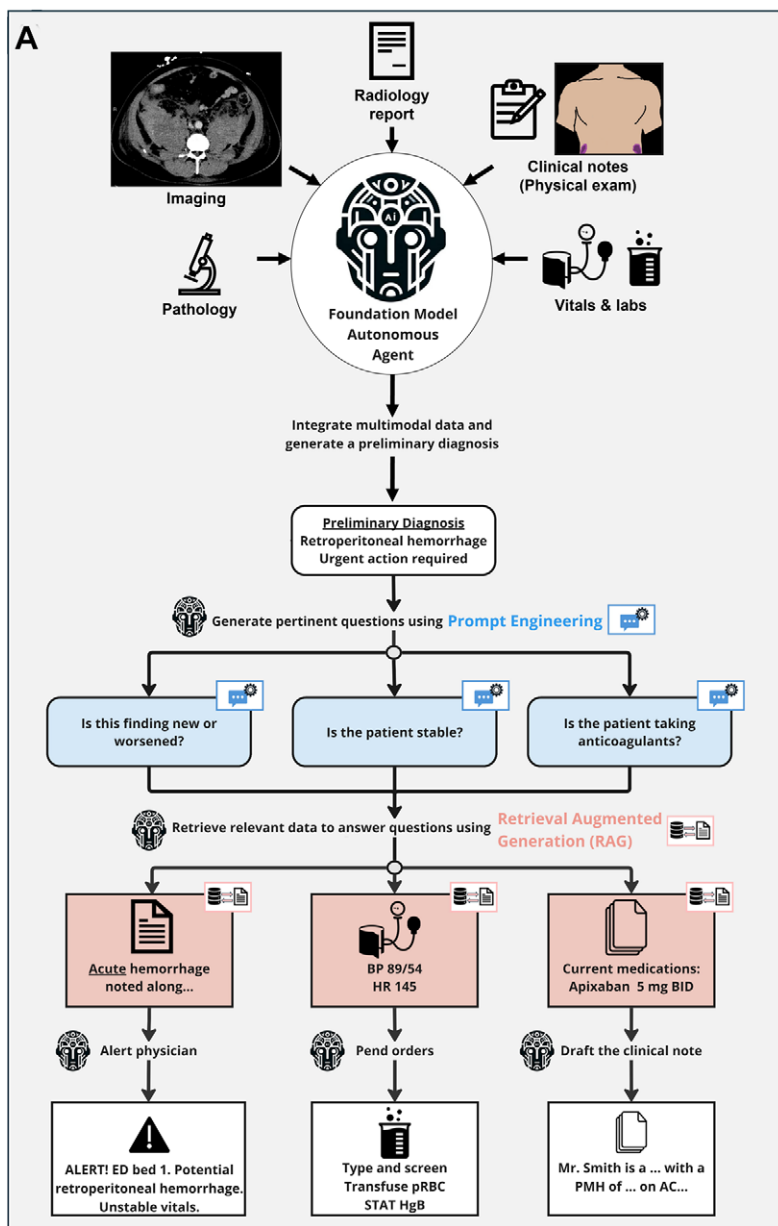 A
Radiology
report
Imaging
Clinical notes
(Physical exam)
Pathology
Ai
Foundation Model
Autonomous
Agent
Vitals & labs
Integrate multimodal data and
generate a preliminary diagnosis
Preliminary Diagnosis
Retroperitoneal hemorrhage
Urgent action required
Generate pertinent questions using Prompt Engineering
Is this finding new or
worsened?
Is the patient stable?
Is the patient taking
anticoagulants?
Retrieve relevant data to answer questions using Retrieval Augmented
Generation (RAG)
Acute hemorrhage
noted along...
BP 89/54
HR 145
Current medications:
Apixaban 5 mg BID
Alert physician
Pend orders
Draft the clinical note
ALERT! ED bed 1. Potential
retroperitoneal hemorrhage.
Unstable vitals.
Type and screen
Transfuse pRBC
STAT HgB
Mr. Smith is a ... with a
PMH of ... on AC...